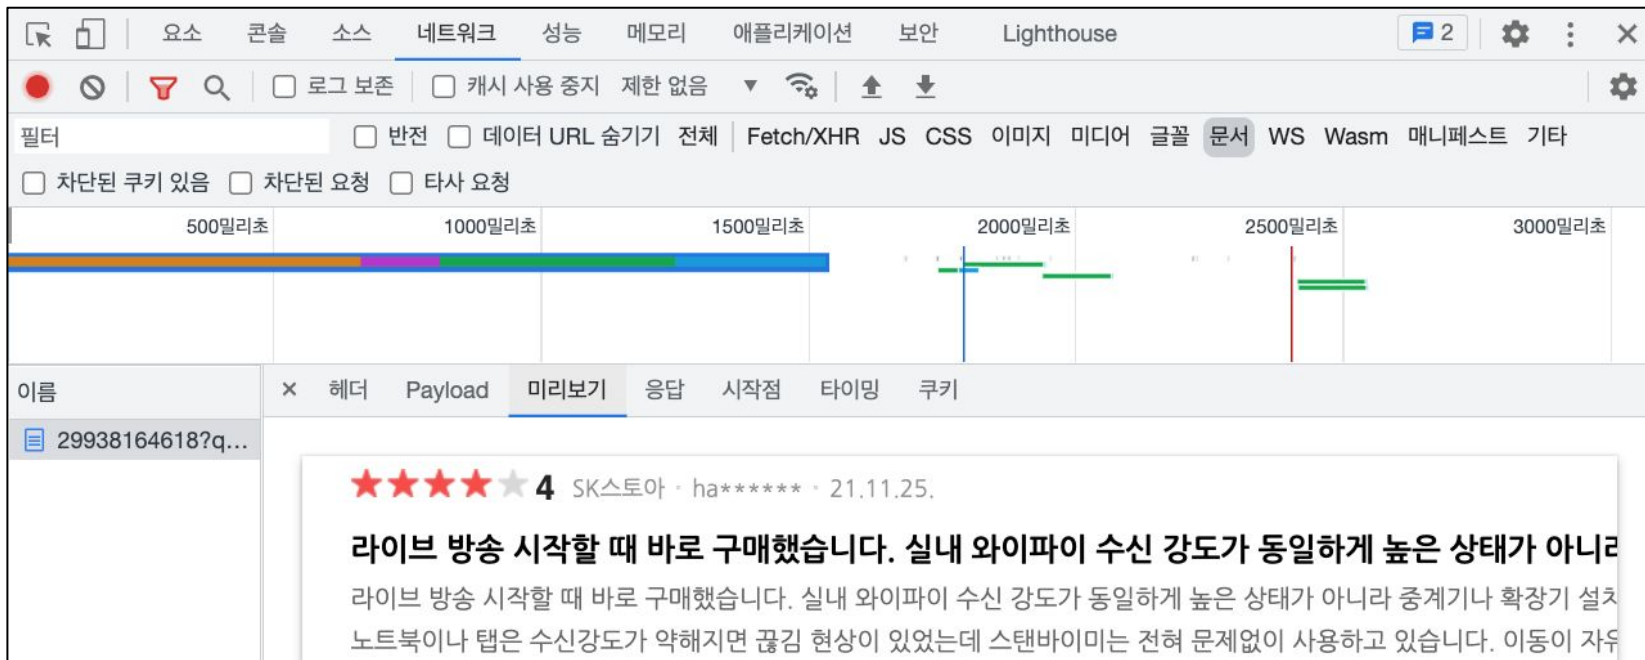 요소 콘솔 소스 네트워크 성능 메모리 애플리케이션 보안 Lighthouse 2
로그 보존 캐시 사용 중지 제한 없음
필터 반전 데이터 URL 숨기기 전체 Fetch/XHR JS CSS 이미지 미디어 글꼴 문서 WS Wasm 매니페스트 기타
차단된 쿠키 있음 차단된 요청 타사 요청
500밀리초 1000밀리초 1500밀리초 2000밀리초 2500밀리초 3000밀리초
이름 × 헤더 Payload 미리보기 응답 시작점 타이밍 쿠키
29938164618?q...
4 SK스토아 · ha****** · 21.11.25.
라이브 방송 시작할 때 바로 구매했습니다. 실내 와이파이 수신 강도가 동일하게 높은 상태가 아니라
라이브 방송 시작할 때 바로 구매했습니다. 실내 와이파이 수신 강도가 동일하게 높은 상태가 아니라 중계기나 확장기 설치
노트북이나 탭은 수신강도가 약해지면 끊김 현상이 있었는데 스탠바이미는 전혀 문제없이 사용하고 있습니다. 이동이 자유